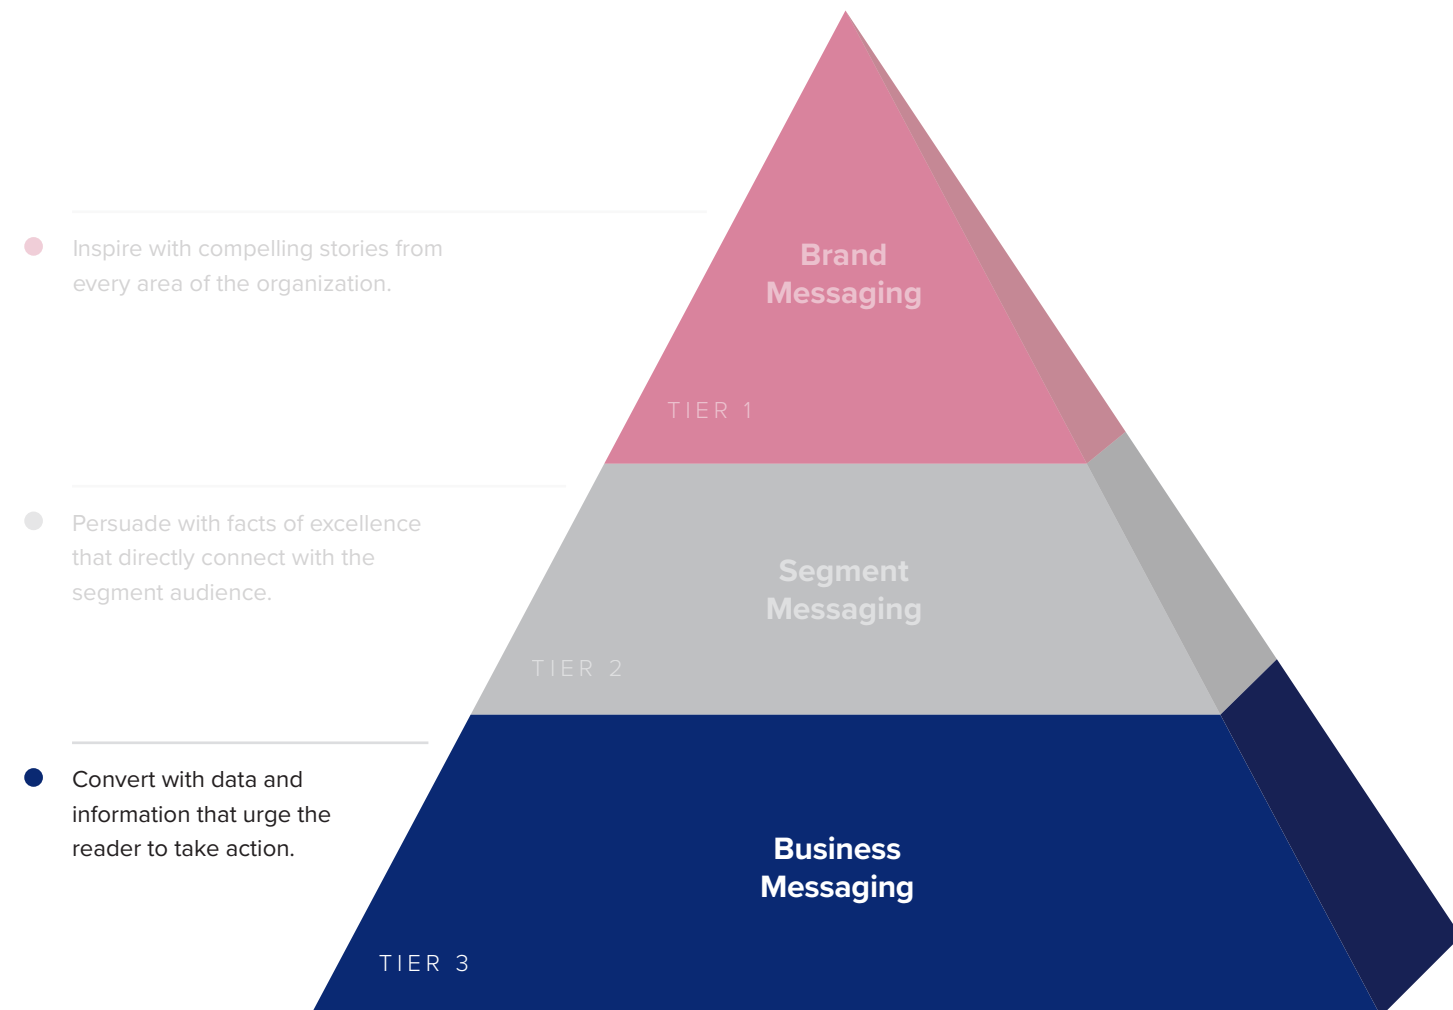 Inspire with compelling stories from
every area of the organization.
Brand
Messaging
TIER 1
Persuade with facts of excellence
that directly connect with the
segment audience.
Segment
Messaging
TIER 2
Convert with data and
information that urge the
reader to take action.
Business
Messaging
TIER 3